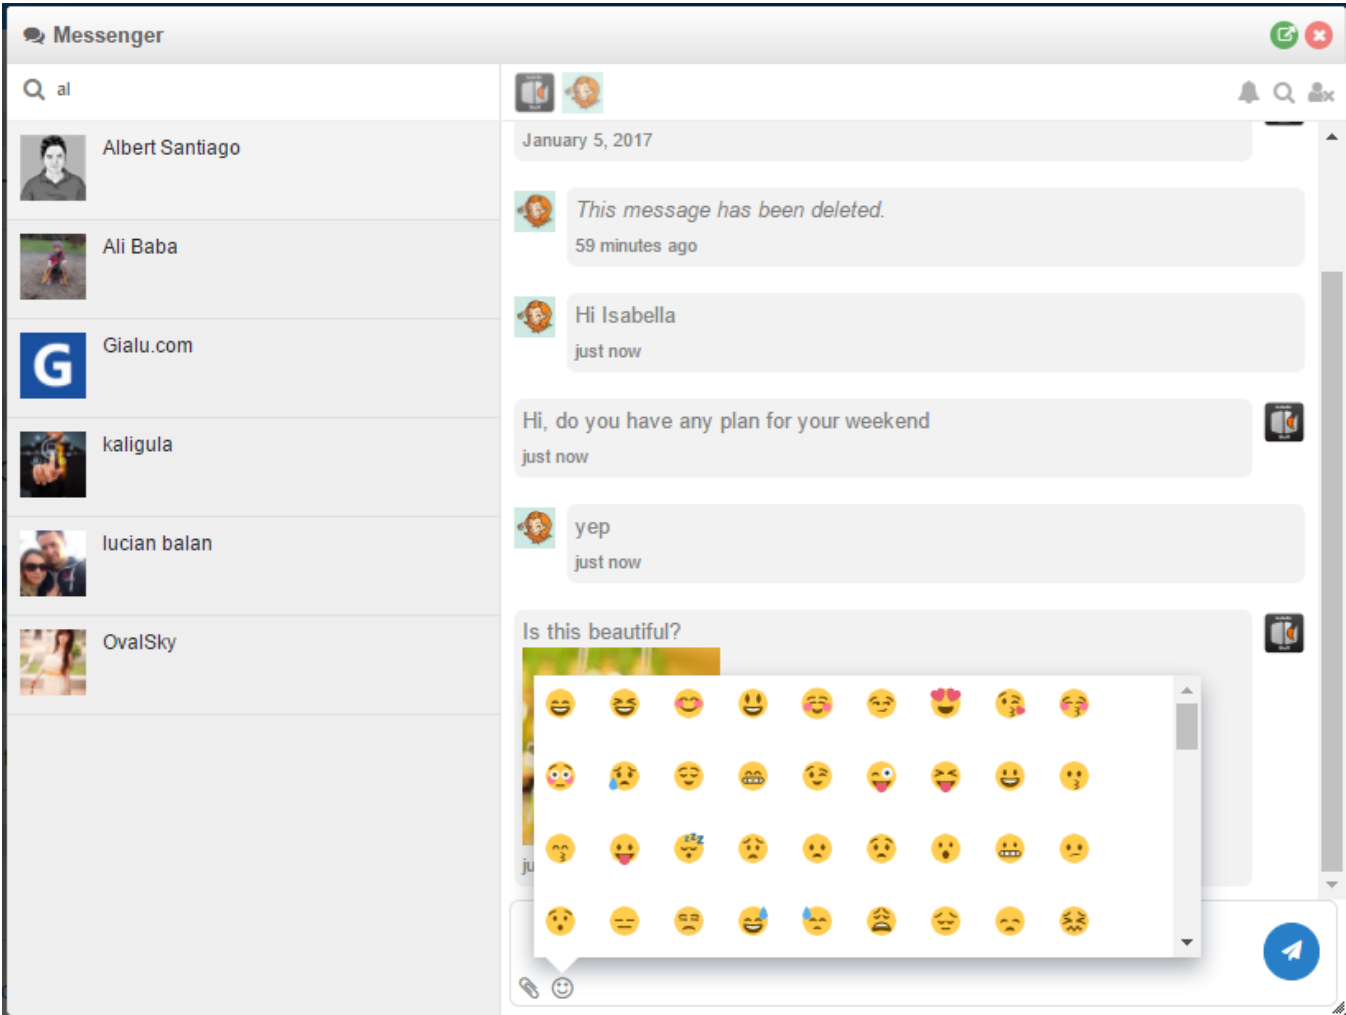 Messenger
al
Albert Santiago
Ali Baba
Gialu.com
G
kaligula
lucian balan
OvalSky
January 5, 2017
This message has been deleted.
59 minutes ago
Hi Isabella
just now
Hi, do you have any plan for your weekend
just now
yep
just now
Is this beautiful?
ju